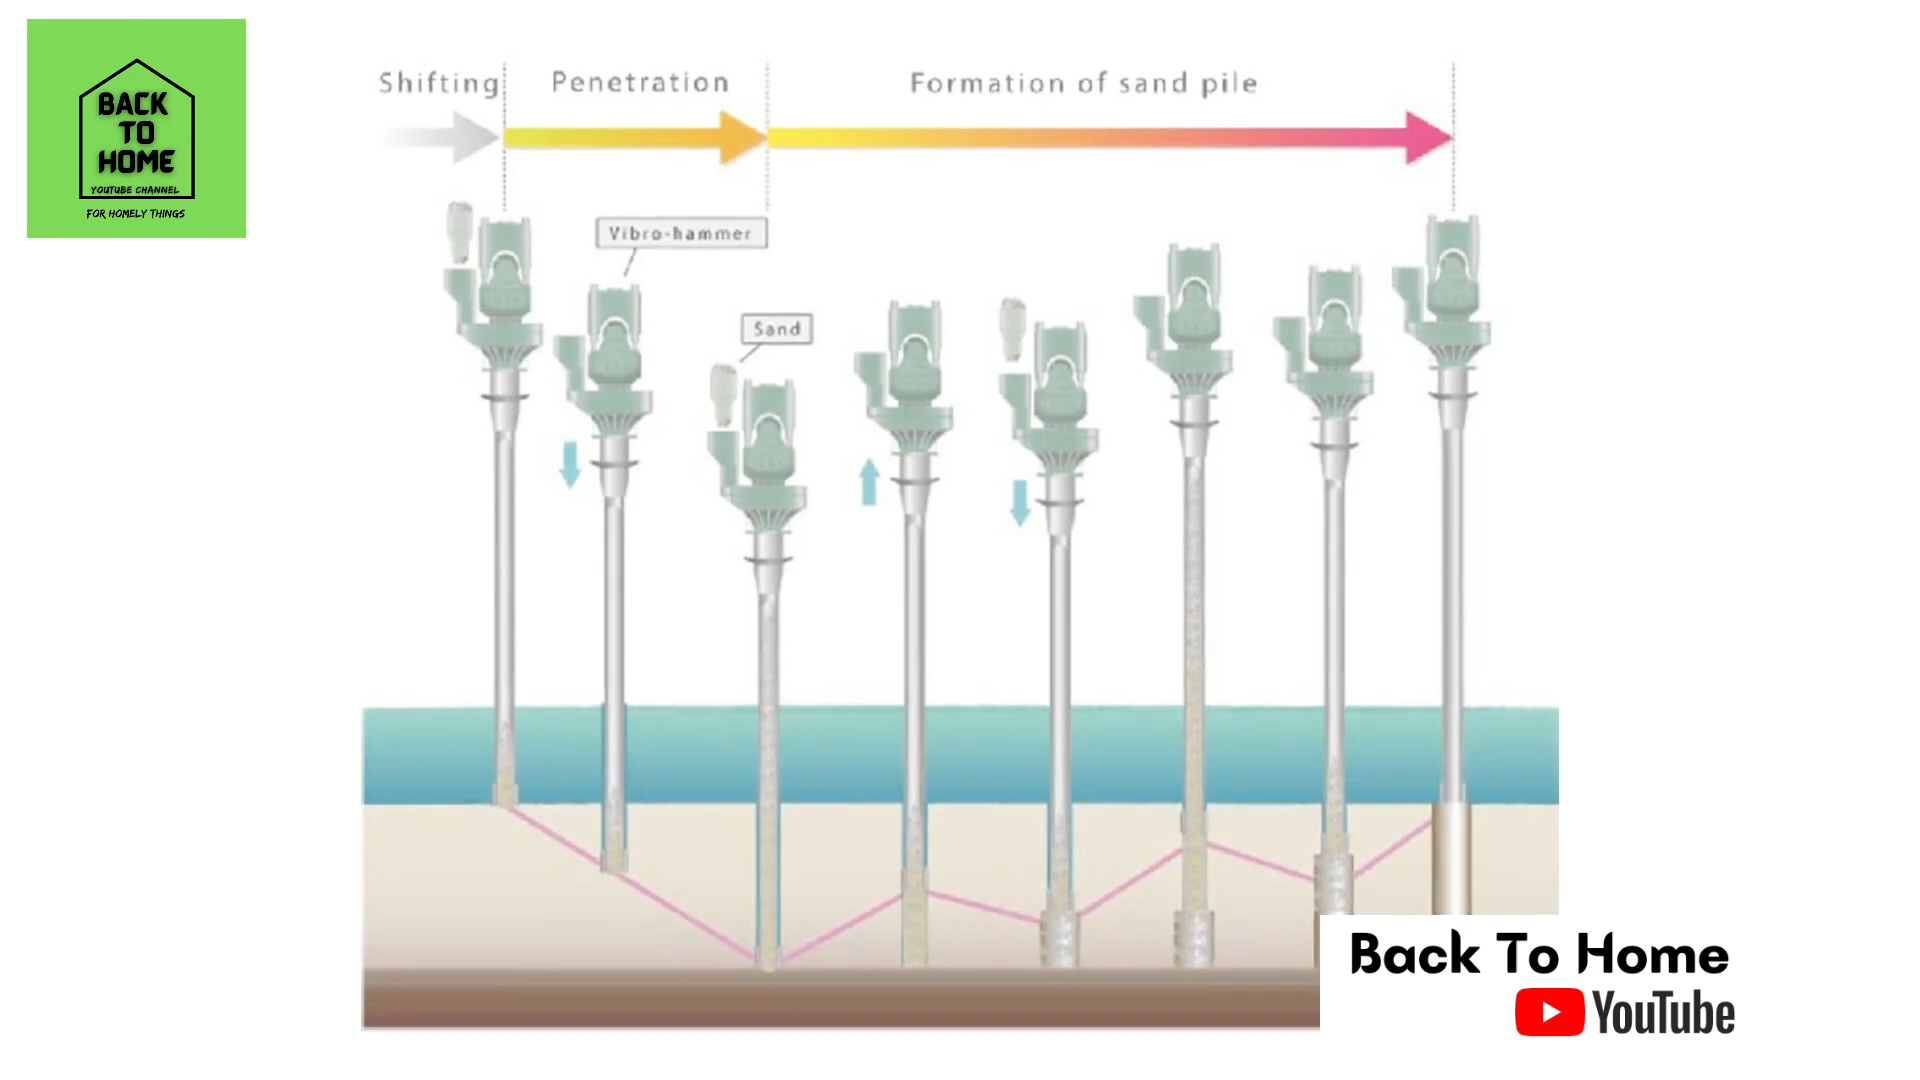 BACK
TO
HOME
YOUTUBE CHANNEL
FOR HOMELY THINGS
Shifting
Penetration
Formation of sand pile
Vibro-hammer
Sand
Back To Home
YouTube